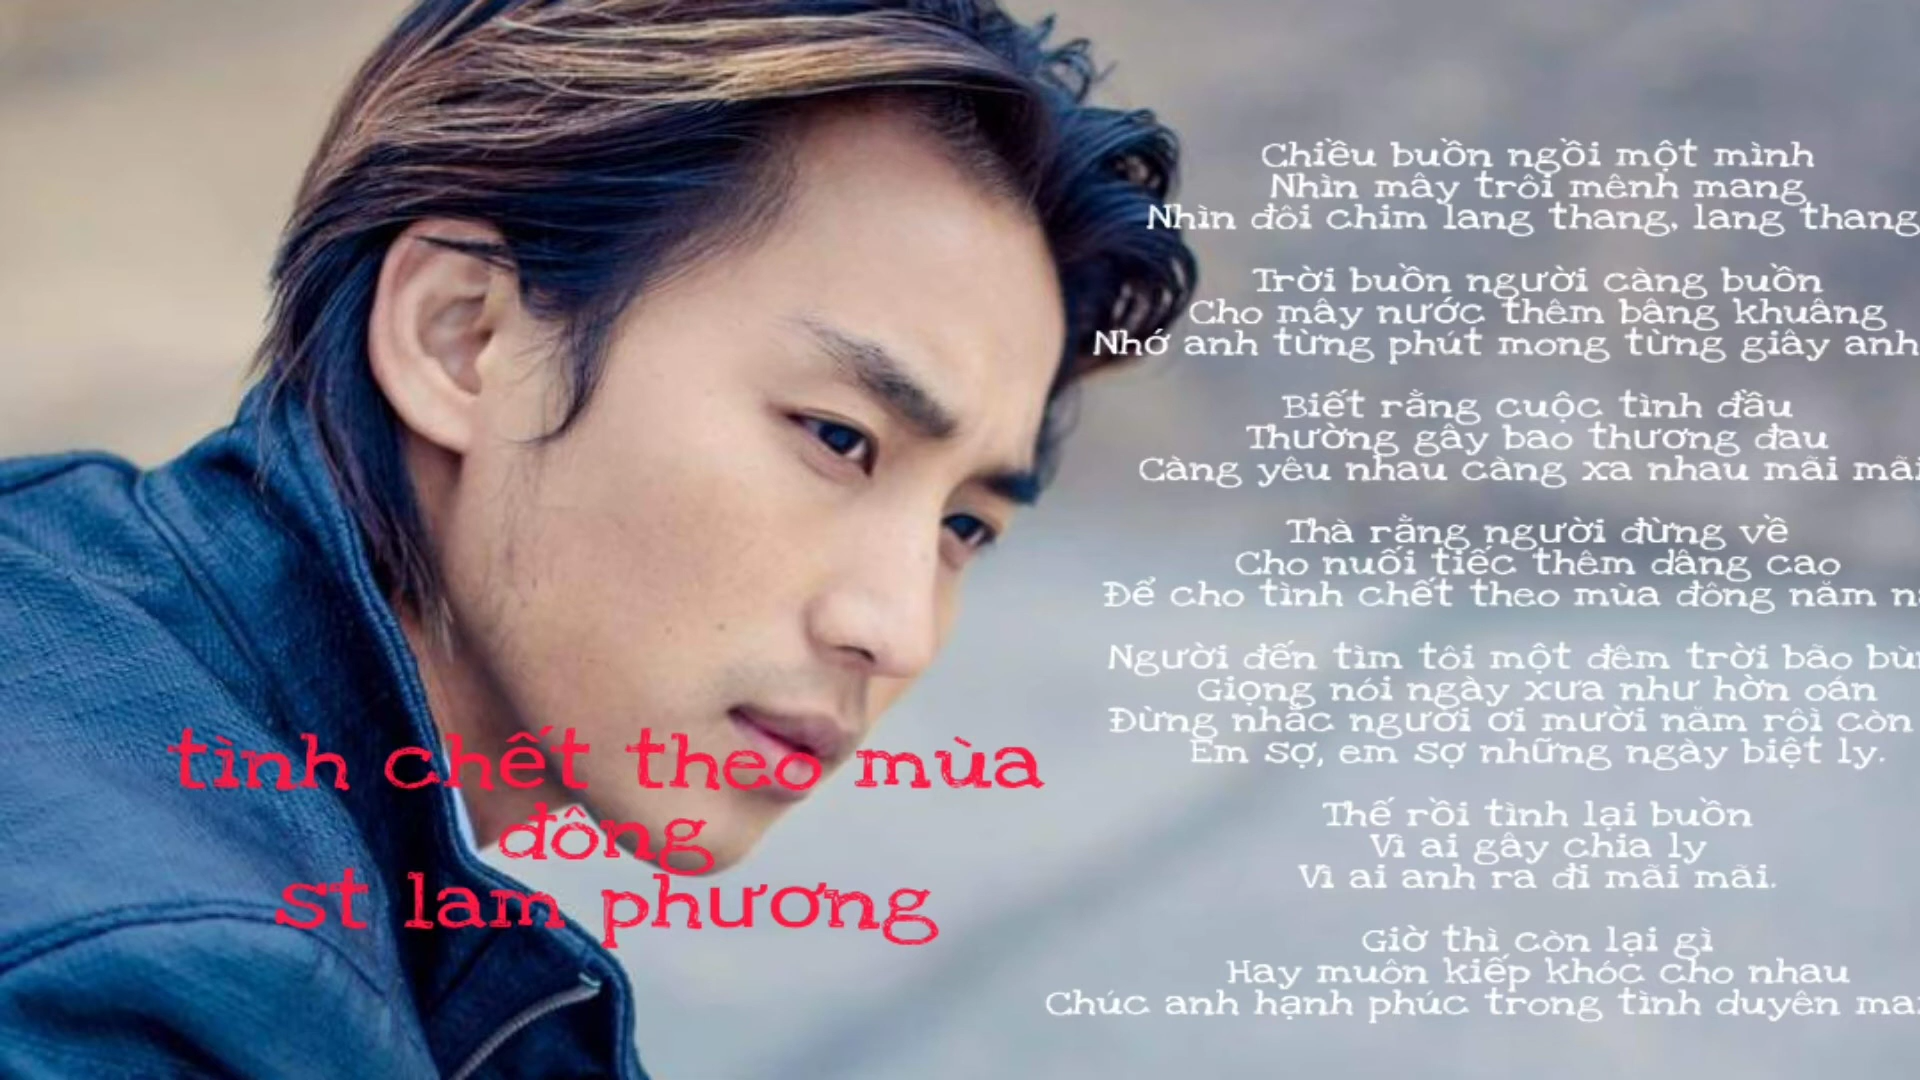 Chiều buồn ngồi một mình
Nhìn mây trôi mênh mang
Nhìn đôi chim lang thang, lang thang
Trời buồn người càng buồn
Cho mây nước thêm bâng khuâng
Nhớ anh từng phút mong từng giây anh
Biết rằng cuộc tình đầu
Thường gây bao thương đau
Càng yêu nhau càng xa nhau mãi mãi
Thà rằng người đừng về
Cho nuối tiếc thêm dâng cao
Để cho tình chết theo mùa đông năm
Người đến tìm tôi một đêm trời bão
Giọng nói ngày xưa như hờn oán
Đừng nhắc người ơi mười năm rồi còn
Em sợ, em sợ những ngày biệt ly.
Thế rồi tình lại buồn
Vì ai gây chia ly
Vì ai anh ra đi mãi mãi.
Giờ thì còn lại gì
Hay muôn kiếp khóc cho nhau
Chúc anh hạnh phúc trong tình duyên
tình chết theo mùa
đông
st lam phương